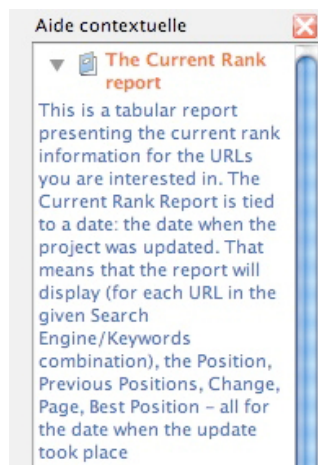 Aide contextuelle
The Current Rank
report
This is a tabular report
presenting the current rank
information for the URLs
you are interested in. The
Current Rank Report is tied
to a date: the date when the
project was updated. That
means that the report will
display (for each URL in the
given Search
Engine/Keywords
combination), the Position,
Previous Positions, Change,
Page, Best Position – all for
the date when the update
took place